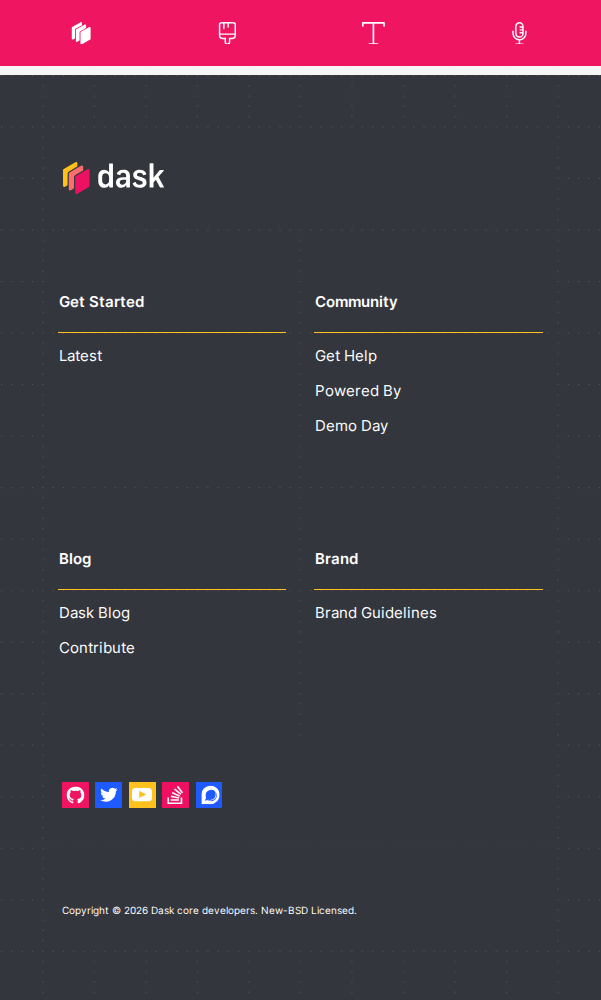 dask
Get Started
Latest
Community
Get Help
Powered By
Demo Day
Blog
Dask Blog
Contribute
Brand
Brand Guidelines
Copyright © 2026 Dask core developers. New-BSD Licensed.